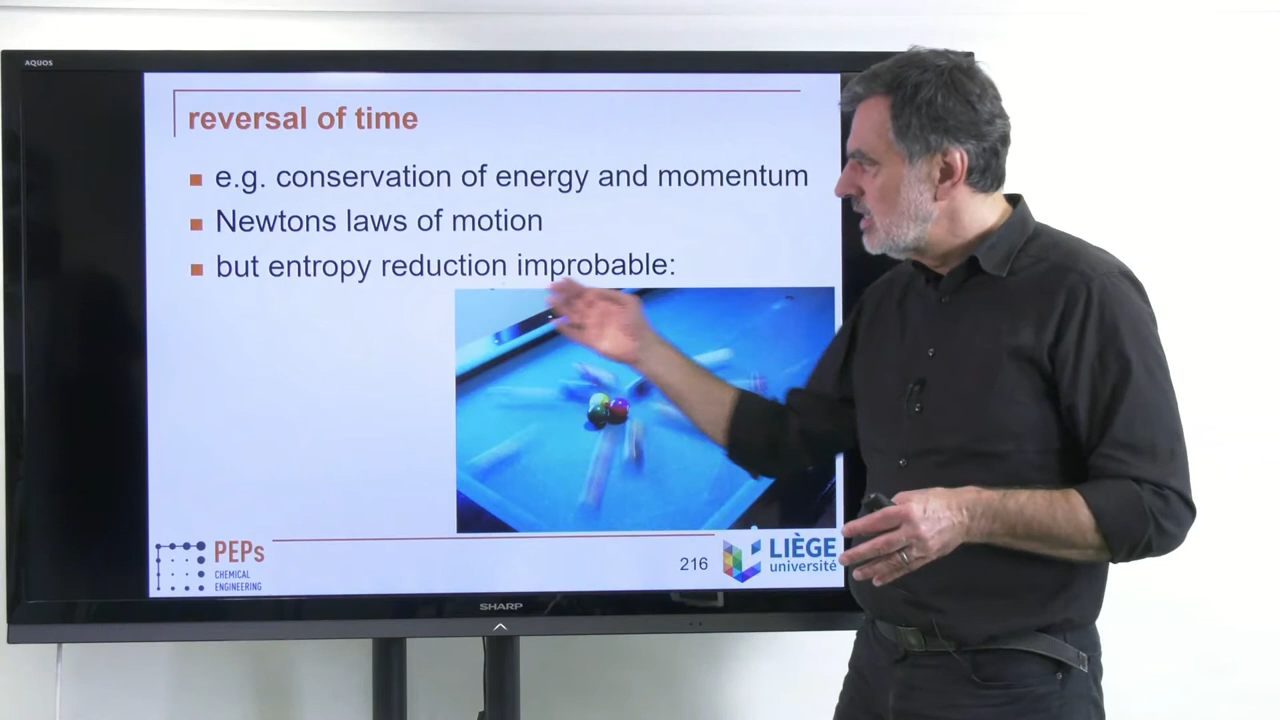 AQUOS
reversal of time
e.g. conservation of energy and momentum
Newtons laws of motion
but entropy reduction improbable:
PEPs
CHEMICAL
ENGINEERING
216
LIÈGE
université
SHARP